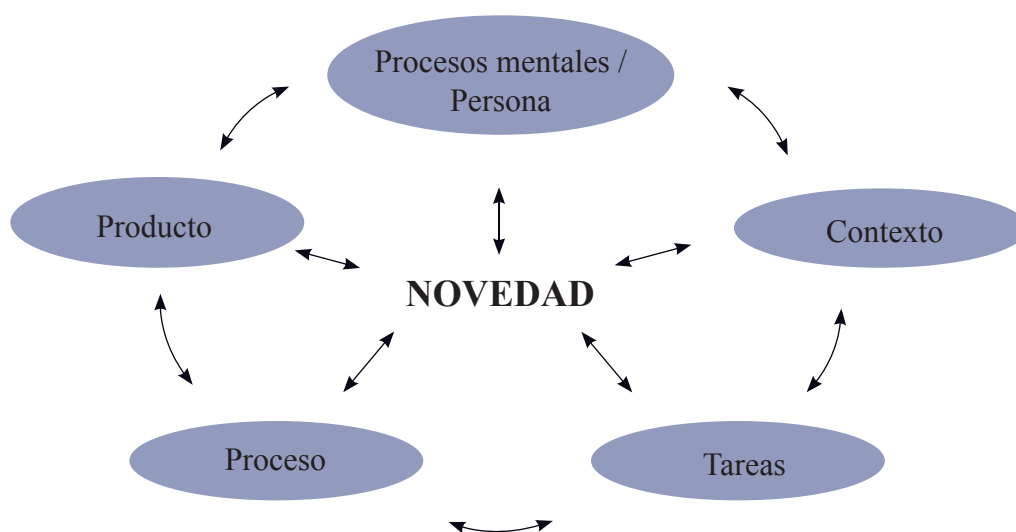 Procesos mentales /
Persona
Producto
Contexto
NOVEDAD
Proceso
Tareas